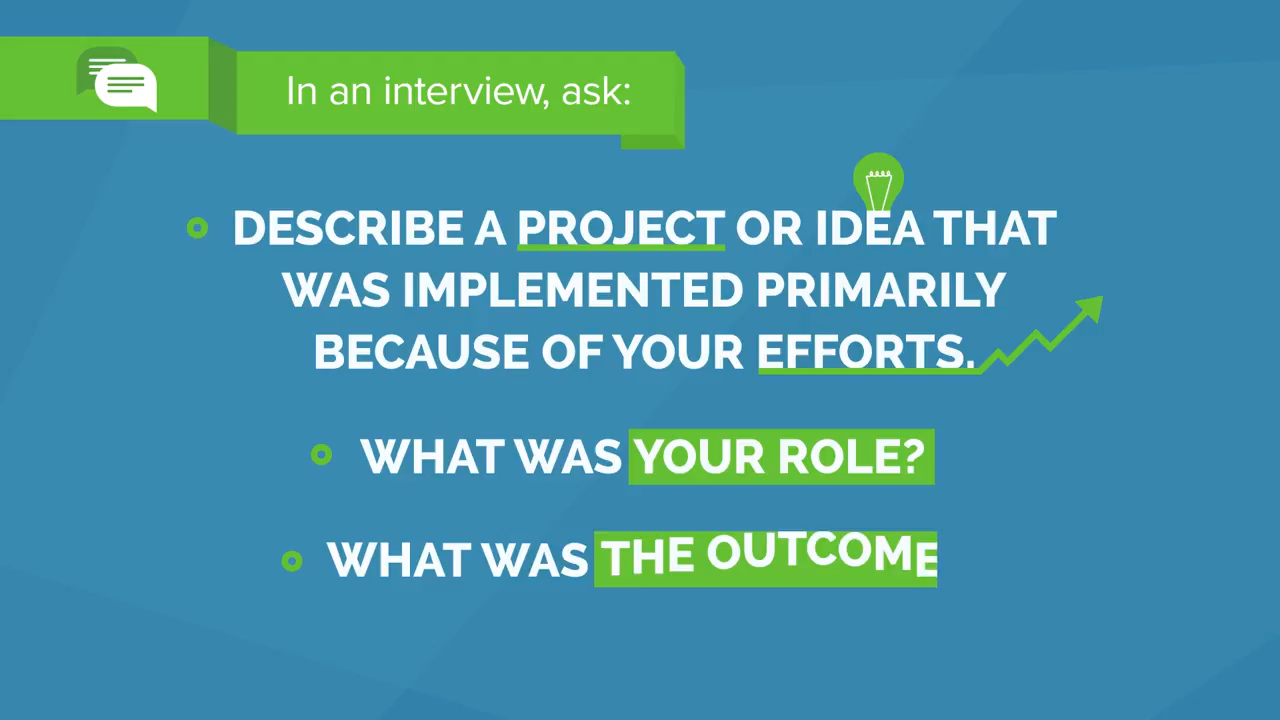 In an interview, ask:
DESCRIBE A PROJECT OR IDEA THAT
WAS IMPLEMENTED PRIMARILY
BECAUSE OF YOUR EFFORTS.
WHAT WAS YOUR ROLE?
WHAT WAS THE OUTCOME